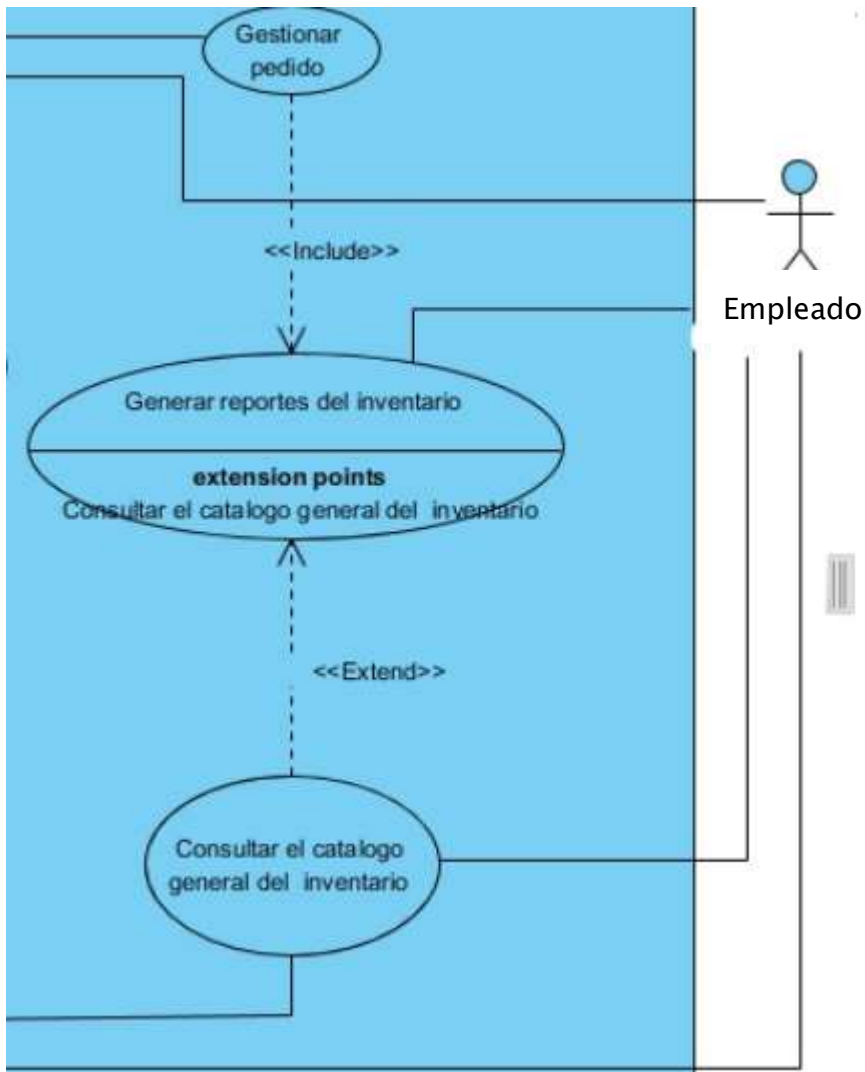 Gestionar
pedido
<<Include>>
Empleado
Generar reportes del inventario
extension points
Consultar el catalogo general del inventario
<<Extend>>
Consultar el catalogo
general del inventario